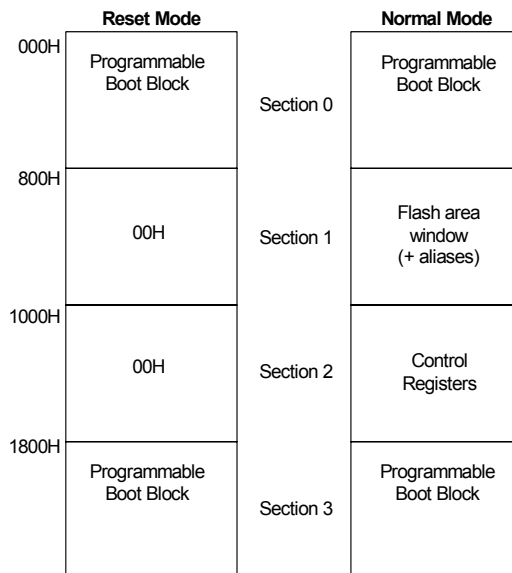 Reset Mode Normal Mode
000H
Programmable
Boot Block
Section 0
Programmable
Boot Block
800H
00H
Section 1
Flash area
window
(+ aliases)
1000H
00H
Section 2
Control
Registers
1800H
Programmable
Boot Block
Section 3
Programmable
Boot Block